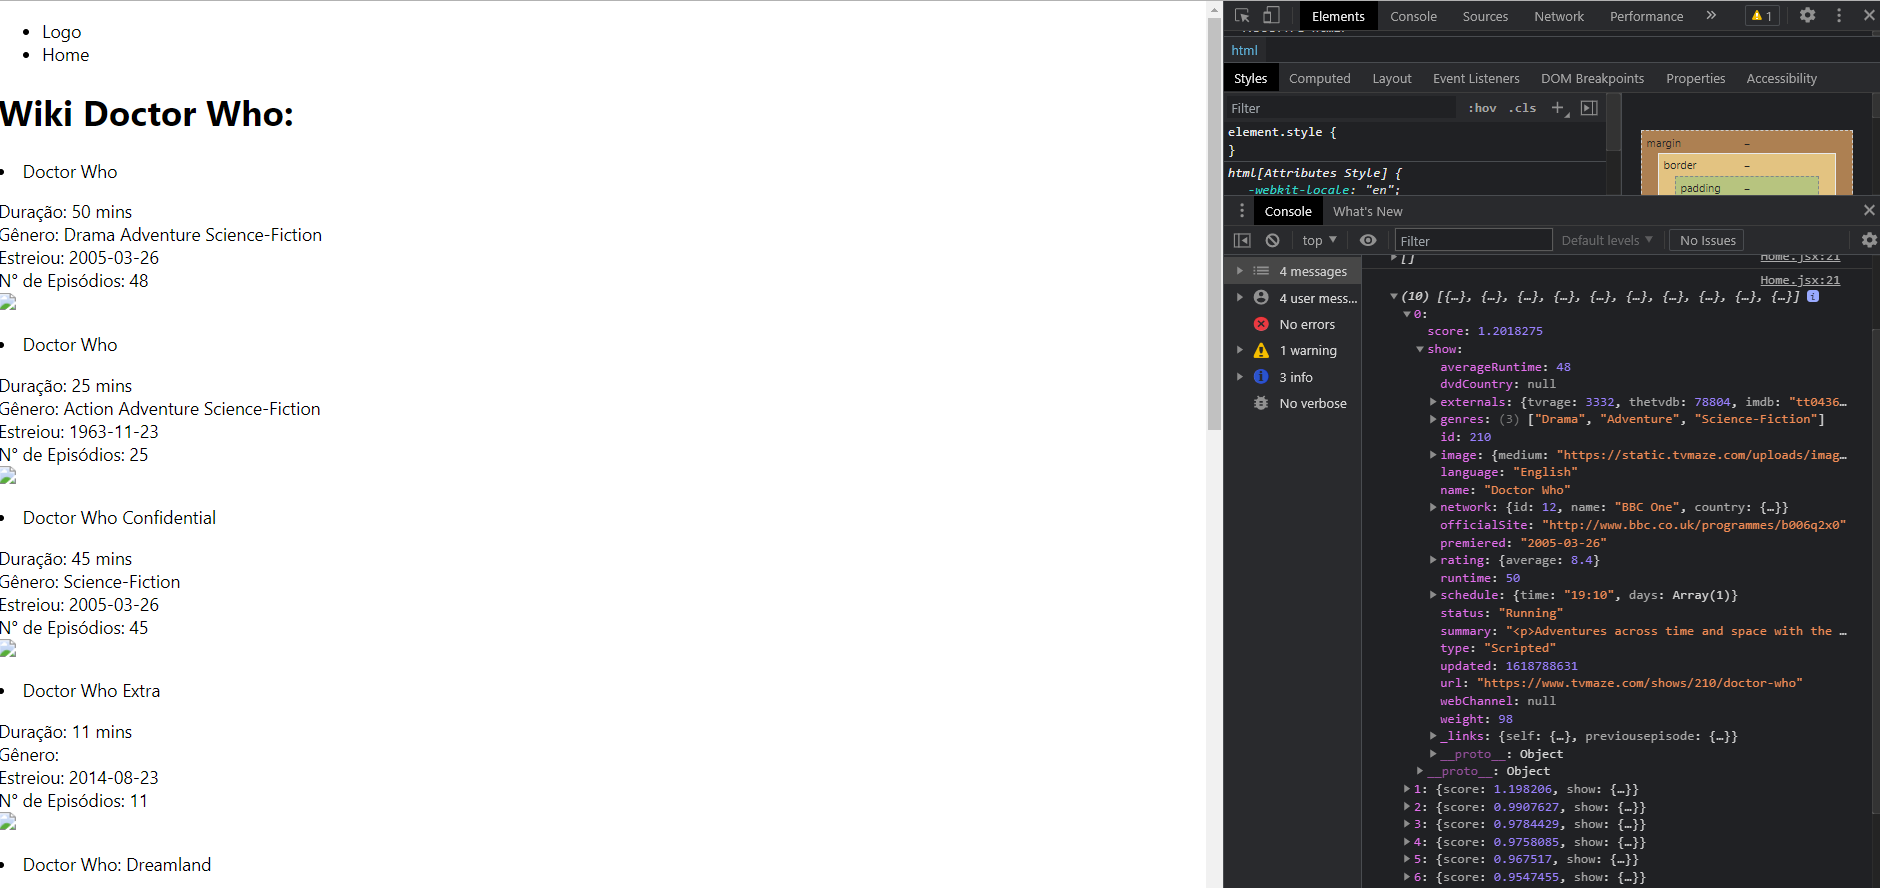 Logo
Home
Wiki Doctor Who:
Doctor Who
Duração: 50 mins
Gênero: Drama Adventure Science-Fiction
Estreiou: 2005-03-26
N° de Episódios: 48
Doctor Who
Duração: 25 mins
Gênero: Action Adventure Science-Fiction
Estreiou: 1963-11-23
N° de Episódios: 25
Doctor Who Confidential
Duração: 45 mins
Gênero: Science-Fiction
Estreiou: 2005-03-26
N° de Episódios: 45
Doctor Who Extra
Duração: 11 mins
Gênero:
Estreiou: 2014-08-23
N° de Episódios: 11
Doctor Who: Dreamland
Elements Console Sources Network Performance » 1
html
Styles Computed Layout Event Listeners DOM Breakpoints Properties Accessibility
Filter :hov .cls +
element.style {
}
html[Attributes Style] {
-webkit-locale: "en";
margin –
border –
padding –
Console What's New
top Filter Default levels No Issues
4 messages
4 user mess...
No errors
1 warning
3 info
No verbose
[]
Home.jsx:21
Home.jsx:21
(10) [{…}, {…}, {…}, {…}, {…}, {…}, {…}, {…}, {…}, {…}] i
0:
score: 1.2018275
show:
averageRuntime: 48
dvdCountry: null
externals: {tvrage: 3332, thetvdb: 78804, imdb: "tt0436…
genres: (3) ["Drama", "Adventure", "Science-Fiction"]
id: 210
image: {medium: "https://static.tvmaze.com/uploads/imag…
language: "English"
name: "Doctor Who"
network: {id: 12, name: "BBC One", country: {…}}
officialSite: "http://www.bbc.co.uk/programmes/b006q2x0"
premiered: "2005-03-26"
rating: {average: 8.4}
runtime: 50
schedule: {time: "19:10", days: Array(1)}
status: "Running"
summary: "<p>Adventures across time and space with the …
type: "Scripted"
updated: 1618788631
url: "https://www.tvmaze.com/shows/210/doctor-who"
webChannel: null
weight: 98
_links: {self: {…}, previousepisode: {…}}
__proto__: Object
__proto__: Object
1: {score: 1.198206, show: {…}}
2: {score: 0.9907627, show: {…}}
3: {score: 0.9784429, show: {…}}
4: {score: 0.9758085, show: {…}}
5: {score: 0.967517, show: {…}}
6: {score: 0.9547455, show: {…}}